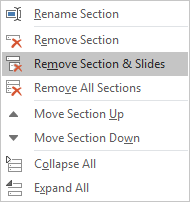 Rename Section
Remove Section
Remove Section & Slides
Remove All Sections
Move Section Up
Move Section Down
Collapse All
Expand All